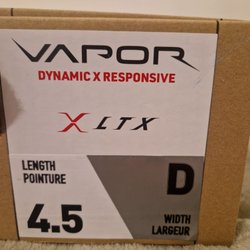 VAPOR
DYNAMIC X RESPONSIVE
X LTX
LENGTH
POINTURE
4.5
D
WIDTH
LARGEUR